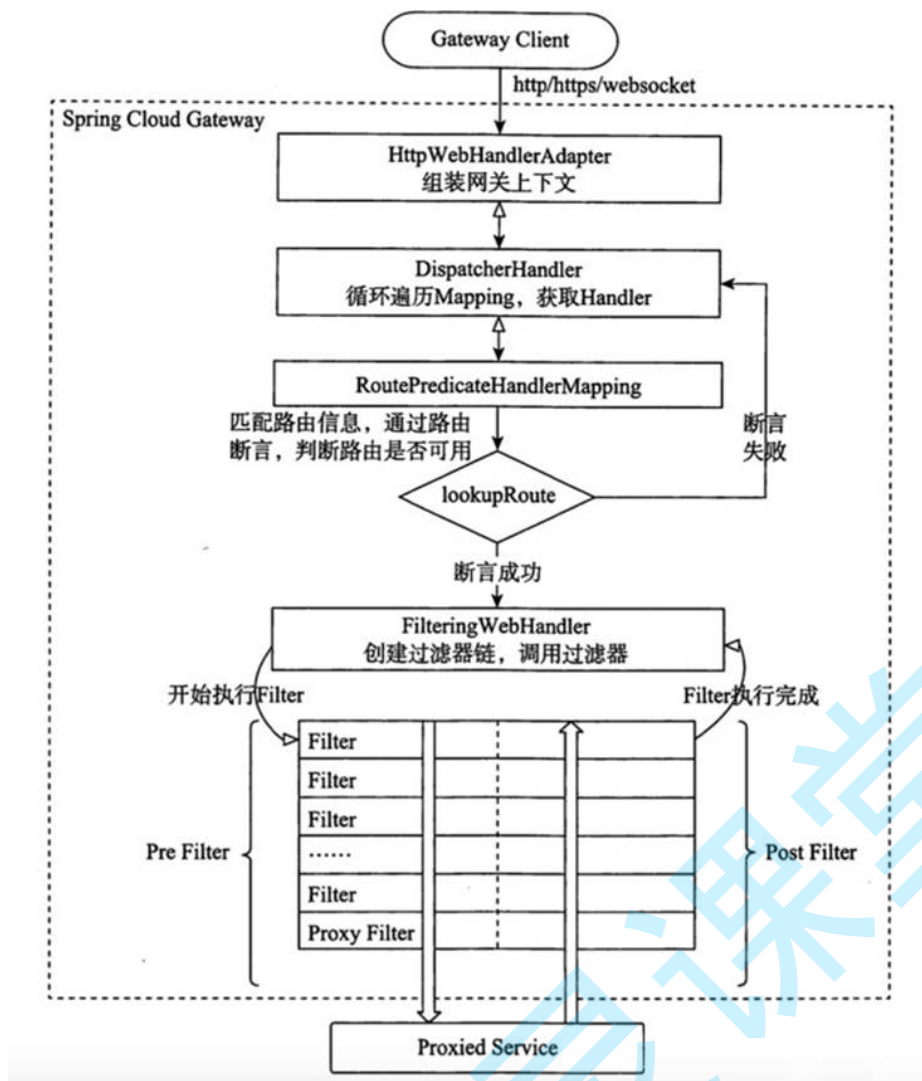 Gateway Client
http/https/websocket
Spring Cloud Gateway
HttpWebHandlerAdapter
组装网关上下文
DispatcherHandler
循环遍历Mapping，获取Handler
RoutePredicateHandlerMapping
匹配路由信息，通过路由
断言，判断路由是否可用
断言
失败
lookupRoute
断言成功
FilteringWebHandler
创建过滤器链，调用过滤器
开始执行Filter
Filter执行完成
Filter
Filter
Filter
Pre Filter
……
Post Filter
Filter
Proxy Filter
Proxied Service
课堂